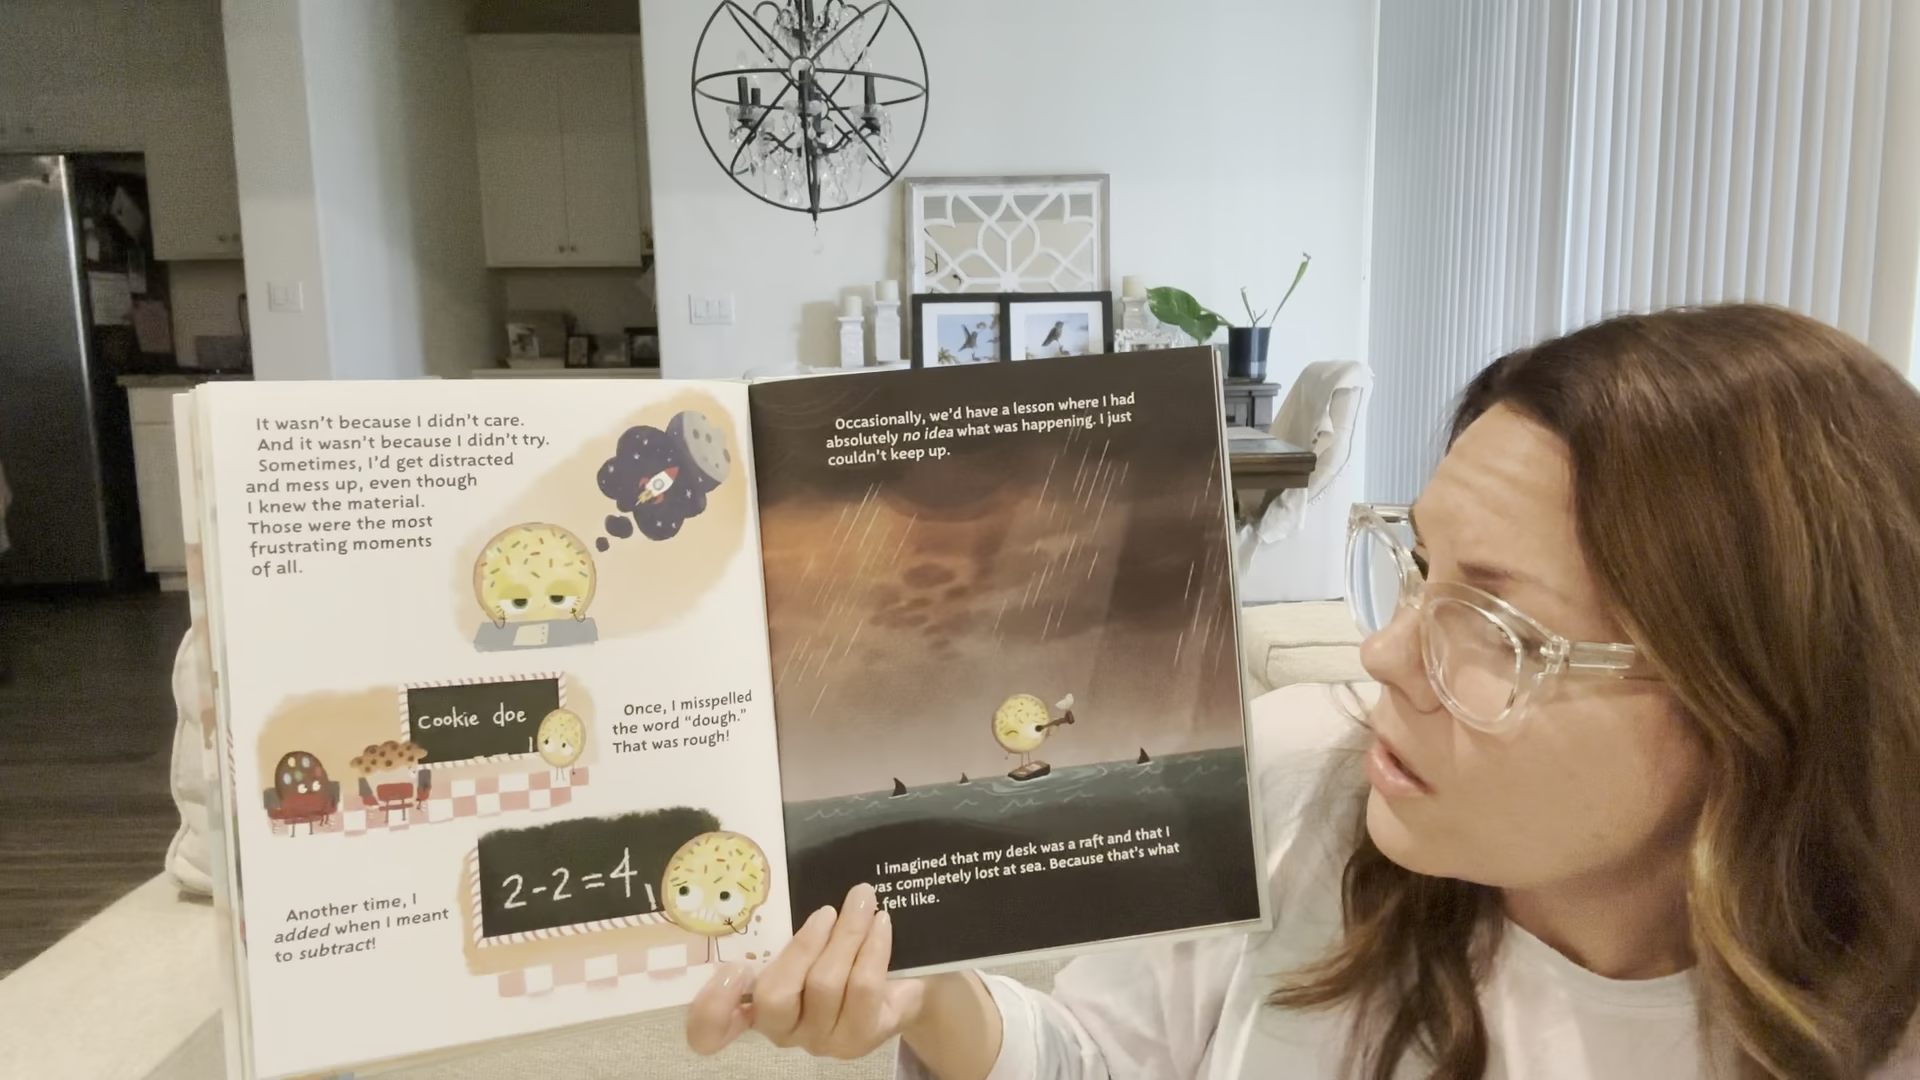 It wasn't because I didn't care.
And it wasn't because I didn't try.
Sometimes, I'd get distracted
and mess up, even though
I knew the material.
Those were the most
frustrating moments
of all.
cookie doe
Once, I misspelled
the word "dough."
That was rough!
2-2=4
Another time, I
added when I meant
to subtract!
Occasionally, we'd have a lesson where I had
absolutely no idea what was happening. I just
couldn't keep up.
I imagined that my desk was a raft and that I
was completely lost at sea. Because that's what
felt like.